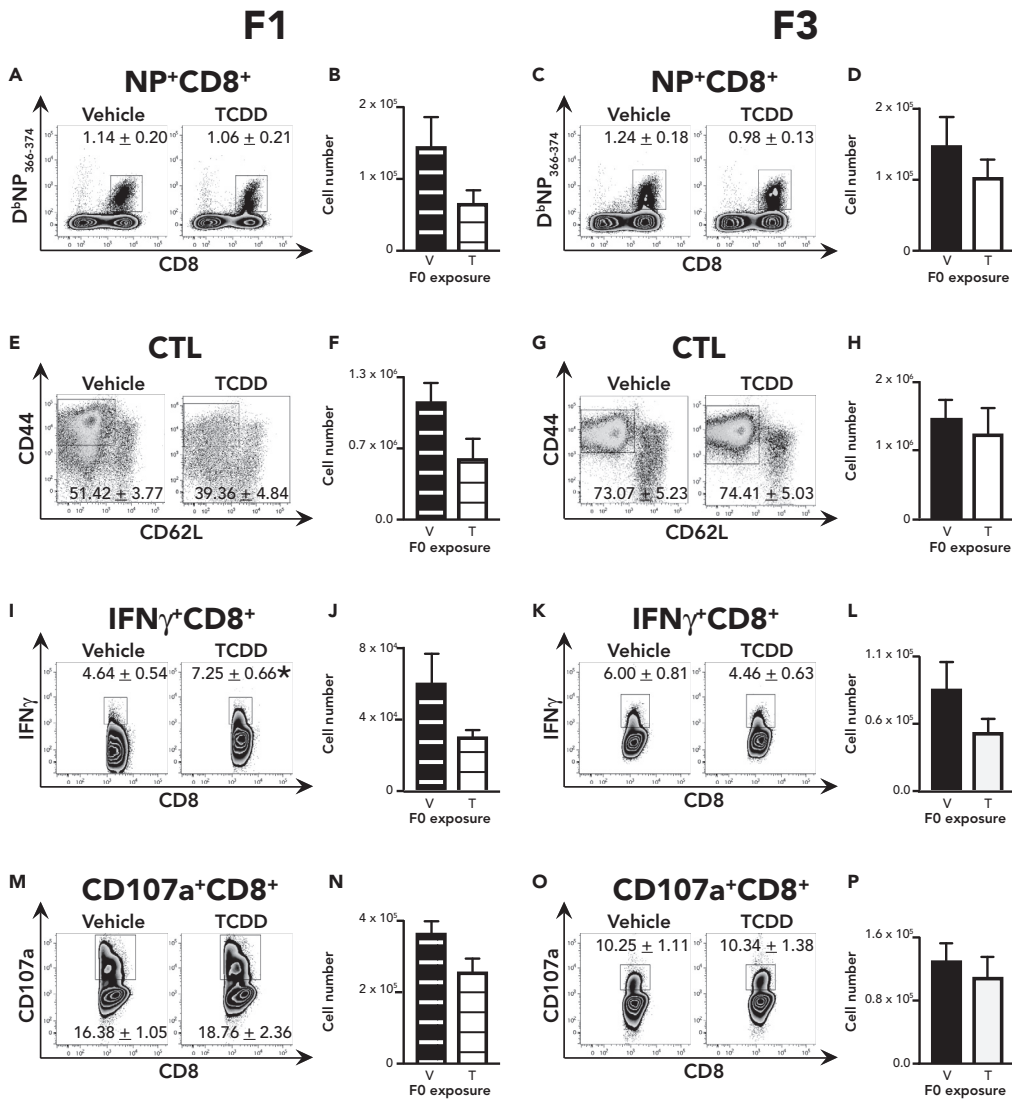 F1
F3
A
NP⁺CD8⁺
Vehicle
TCDD
1.14 ± 0.20
1.06 ± 0.21
DᵇNP₃₆₆₋₃₇₄
CD8
B
2 x 10⁵
1 x 10⁵
0
Cell number
V
T
F0 exposure
C
NP⁺CD8⁺
Vehicle
TCDD
1.24 ± 0.18
0.98 ± 0.13
DᵇNP₃₆₆₋₃₇₄
CD8
D
2 x 10⁵
1 x 10⁵
0
Cell number
V
T
F0 exposure
E
CTL
Vehicle
TCDD
51.42 ± 3.77
39.36 ± 4.84
CD44
CD62L
F
1.3 x 10⁶
0.7 x 10⁶
0.0
Cell number
V
T
F0 exposure
G
CTL
Vehicle
TCDD
73.07 ± 5.23
74.41 ± 5.03
CD44
CD62L
H
2 x 10⁶
1 x 10⁶
0
Cell number
V
T
F0 exposure
I
IFNγ⁺CD8⁺
Vehicle
TCDD
4.64 ± 0.54
7.25 ± 0.66*
IFNγ
CD8
J
8 x 10⁴
4 x 10⁴
0
Cell number
V
T
F0 exposure
K
IFNγ⁺CD8⁺
Vehicle
TCDD
6.00 ± 0.81
4.46 ± 0.63
IFNγ
CD8
L
1.1 x 10⁵
0.6 x 10⁵
0.0
Cell number
V
T
F0 exposure
M
CD107a⁺CD8⁺
Vehicle
TCDD
16.38 ± 1.05
18.76 ± 2.36
CD107a
CD8
N
4 x 10⁵
2 x 10⁵
0
Cell number
V
T
F0 exposure
O
CD107a⁺CD8⁺
Vehicle
TCDD
10.25 ± 1.11
10.34 ± 1.38
CD107a
CD8
P
1.6 x 10⁵
0.8 x 10⁵
0.0
Cell number
V
T
F0 exposure